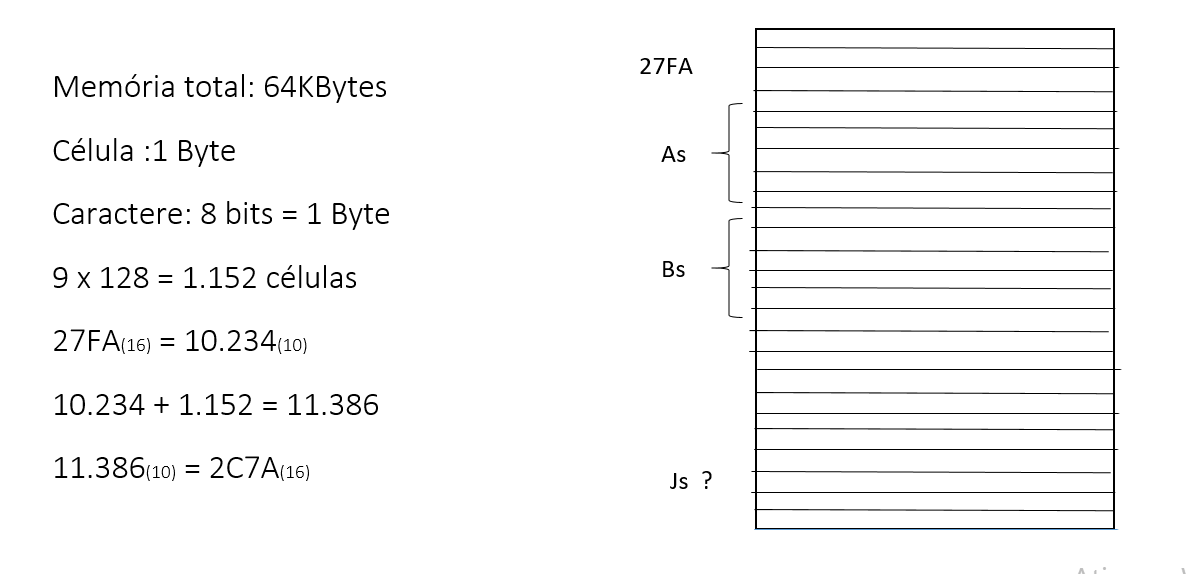 Memória total: 64KBytes
Célula :1 Byte
Caractere: 8 bits = 1 Byte
9 x 128 = 1.152 células
27FA(16) = 10.234(10)
10.234 + 1.152 = 11.386
11.386(10) = 2C7A(16)
27FA
As
Bs
Js ?